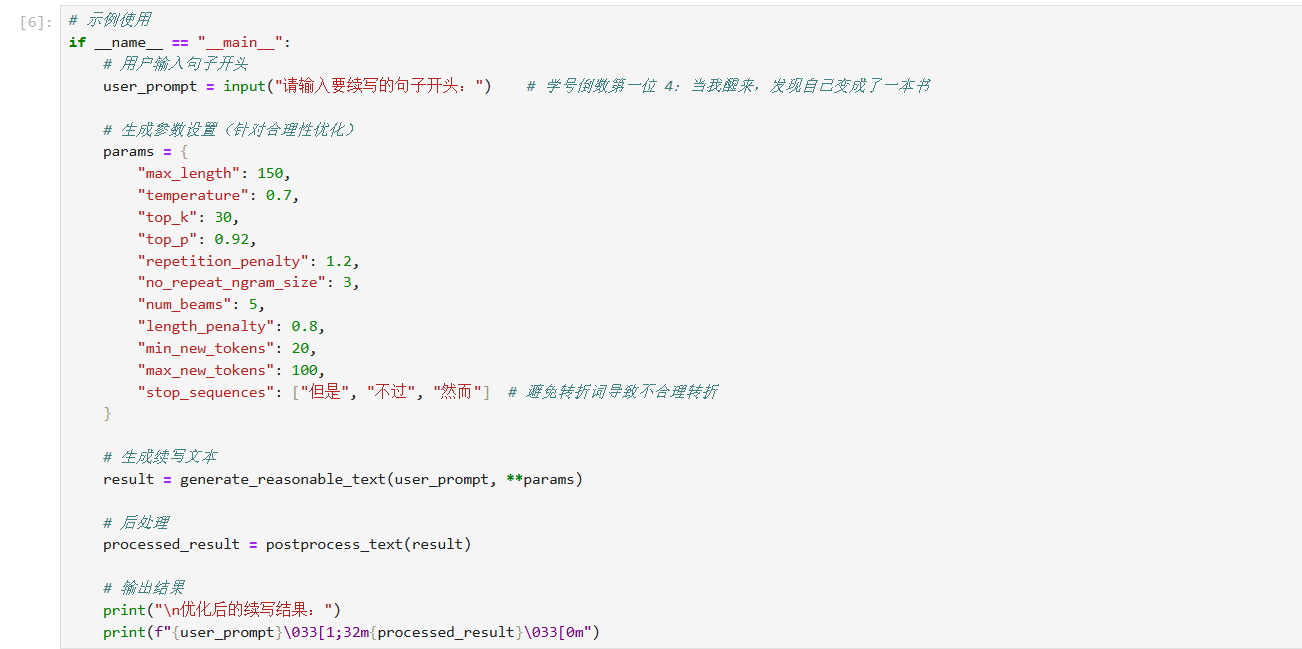 [6]:
# 示例使用
if __name__ == "__main__":
    # 用户输入句子开头
    user_prompt = input("请输入要续写的句子开头：")    # 学号倒数第一位 4：当我醒来，发现自己变成了一本书
    # 生成参数设置（针对合理性优化）
    params = {
        "max_length": 150,
        "temperature": 0.7,
        "top_k": 30,
        "top_p": 0.92,
        "repetition_penalty": 1.2,
        "no_repeat_ngram_size": 3,
        "num_beams": 5,
        "length_penalty": 0.8,
        "min_new_tokens": 20,
        "max_new_tokens": 100,
        "stop_sequences": ["但是", "不过", "然而"]  # 避免转折词导致不合理转折
    }
    # 生成续写文本
    result = generate_reasonable_text(user_prompt, **params)
    # 后处理
    processed_result = postprocess_text(result)
    # 输出结果
    print("\n优化后的续写结果：")
    print(f"{user_prompt}\033[1;32m{processed_result}\033[0m")